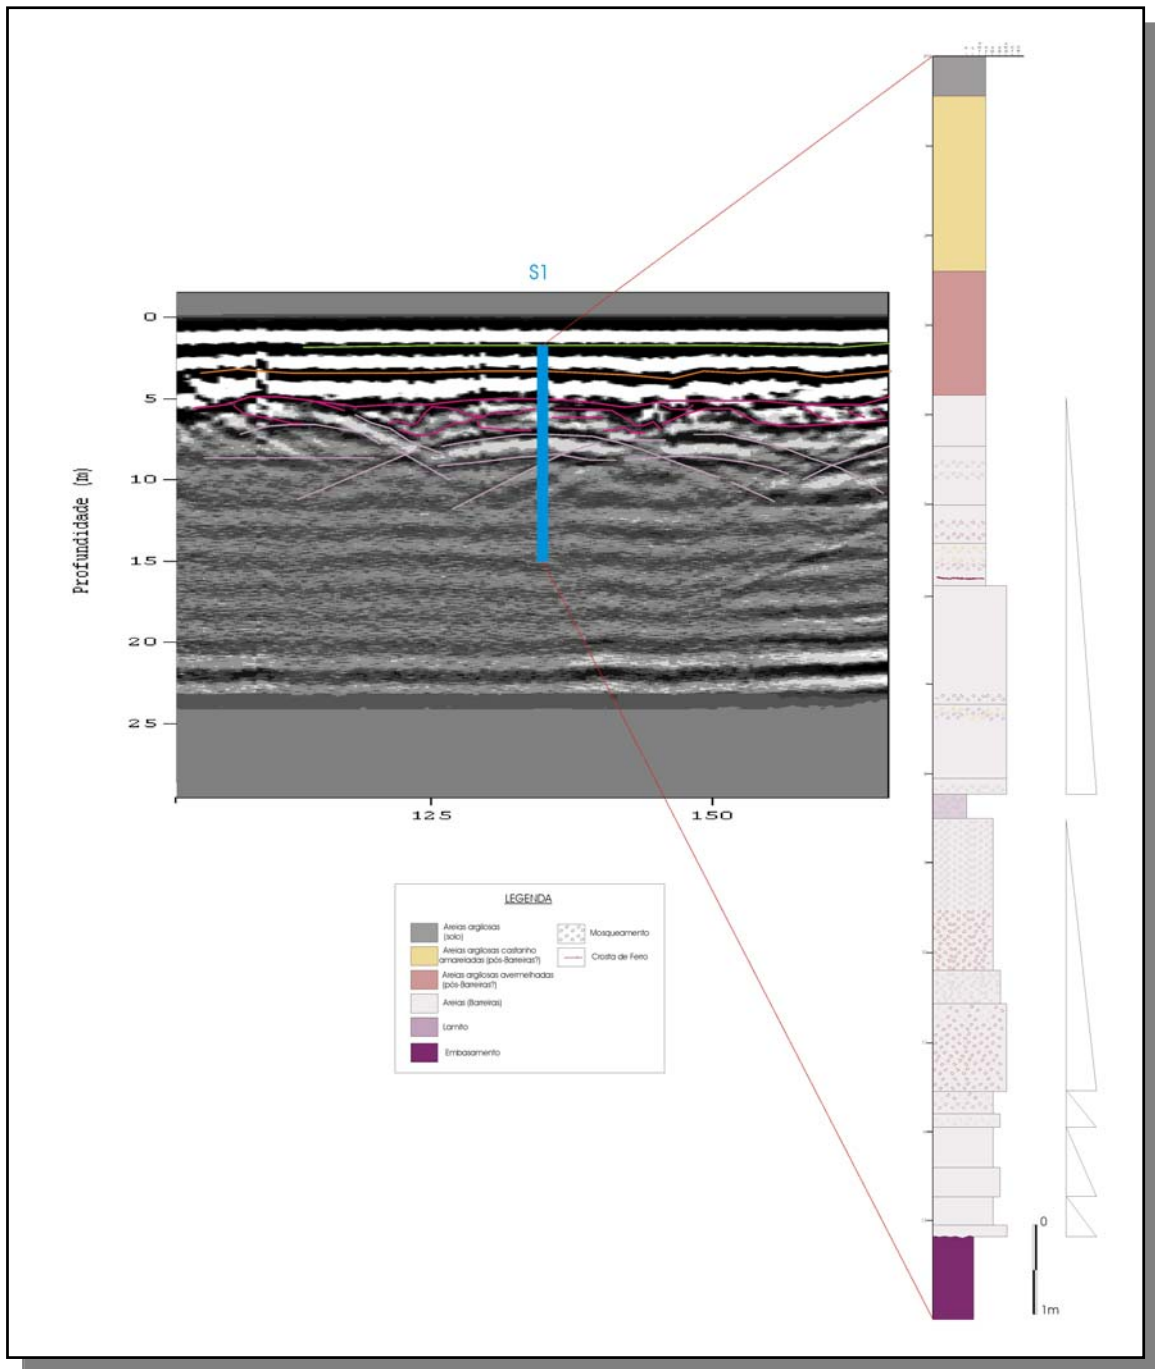 S1
0
5
10
15
20
25
Profundidade (m)
125
150
LEGENDA
Areias argilosas
(solo)
Areias argilosas castanho
amareladas (pós-Barreiras?)
Areias argilosas avermelhadas
(pós-Barreiras?)
Areias (Barreiras)
Lamito
Embasamento
Mosqueamento
Crosta de Ferro
0
1m